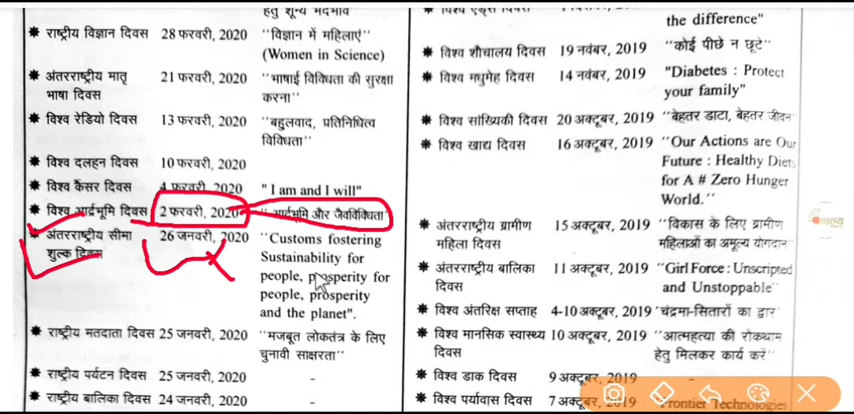 हेतु शून्य भेदभाव"
* राष्ट्रीय विज्ञान दिवस 28 फरवरी, 2020 "विज्ञान में महिलाएं"
(Women in Science)
* अंतरराष्ट्रीय मातृ 21 फरवरी, 2020 "भाषाई विविधता की सुरक्षा
भाषा दिवस करना"
* विश्व रेडियो दिवस 13 फरवरी, 2020 "बहुलवाद, प्रतिनिधित्व
विविधता"
* विश्व दलहन दिवस 10 फरवरी, 2020
* विश्व कैंसर दिवस 4 फरवरी, 2020 "I am and I will"
* विश्व आर्द्रभूमि दिवस 2 फरवरी, 2020 "आर्द्रभूमि और जैवविविधता"
* अंतरराष्ट्रीय सीमा 26 जनवरी, 2020 "Customs fostering
शुल्क दिवस Sustainability for
people, prosperity for
people, prosperity
and the planet".
* राष्ट्रीय मतदाता दिवस 25 जनवरी, 2020 "मजबूत लोकतंत्र के लिए
चुनावी साक्षरता"
* राष्ट्रीय पर्यटन दिवस 25 जनवरी, 2020 -
* राष्ट्रीय बालिका दिवस 24 जनवरी, 2020 -
* विश्व एड्स दिवस
the difference"
* विश्व शौचालय दिवस 19 नवंबर, 2019 "कोई पीछे न छूटे"
* विश्व मधुमेह दिवस 14 नवंबर, 2019 "Diabetes : Protect
your family"
* विश्व सांख्यिकी दिवस 20 अक्टूबर, 2019 "बेहतर डाटा, बेहतर जीवन"
* विश्व खाद्य दिवस 16 अक्टूबर, 2019 "Our Actions are Our
Future : Healthy Diets
for A # Zero Hunger
World."
* अंतरराष्ट्रीय ग्रामीण 15 अक्टूबर, 2019 "विकास के लिए ग्रामीण
महिला दिवस महिलाओं का अमूल्य योगदान"
* अंतरराष्ट्रीय बालिका 11 अक्टूबर, 2019 "Girl Force : Unscripted
दिवस and Unstoppable"
* विश्व अंतरिक्ष सप्ताह 4-10 अक्टूबर, 2019 'चंद्रमा-सितारों का द्वार'
* विश्व मानसिक स्वास्थ्य 10 अक्टूबर, 2019 "आत्महत्या की रोकथाम
दिवस हेतु मिलकर कार्य करें"
* विश्व डाक दिवस 9 अक्टूबर, 2019 -
* विश्व पर्यावास दिवस 7 अक्टूबर, 2019 "Frontier Technologies